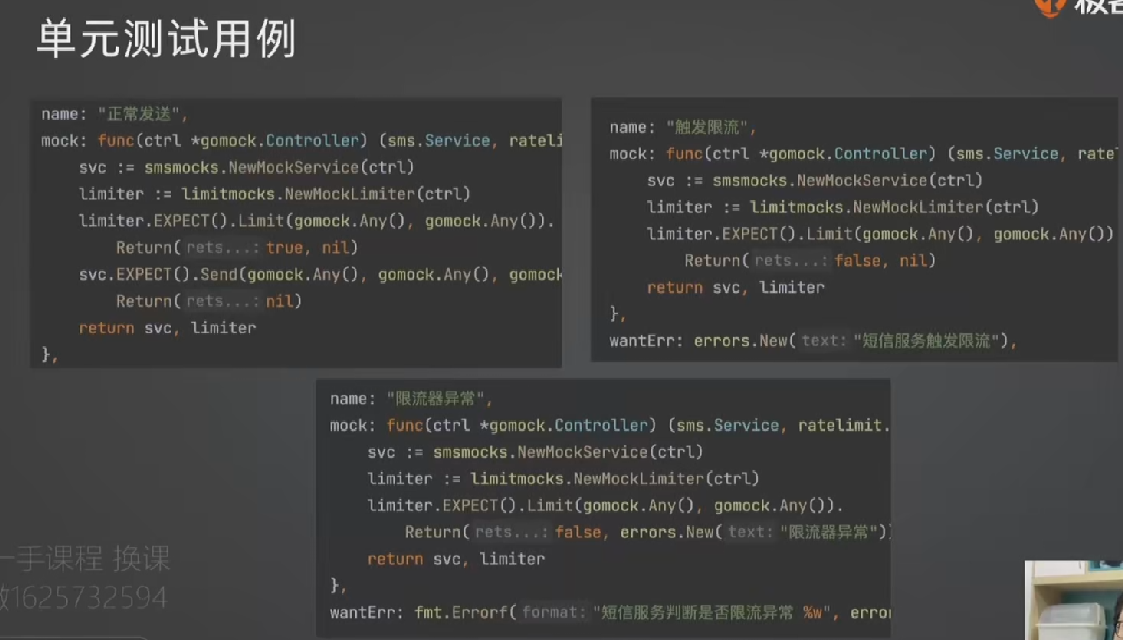 单元测试用例
name: "正常发送",
mock: func(ctrl *gomock.Controller) (sms.Service, rateli
svc := smsmocks.NewMockService(ctrl)
limiter := limitmocks.NewMockLimiter(ctrl)
limiter.EXPECT().Limit(gomock.Any(), gomock.Any()).
Return( rets...: true, nil)
svc.EXPECT().Send(gomock.Any(), gomock.Any(), gomock
Return( rets...: nil)
return svc, limiter
},
name: "触发限流",
mock: func(ctrl *gomock.Controller) (sms.Service, rate
svc := smsmocks.NewMockService(ctrl)
limiter := limitmocks.NewMockLimiter(ctrl)
limiter.EXPECT().Limit(gomock.Any(), gomock.Any())
Return( rets...: false, nil)
return svc, limiter
},
wantErr: errors.New( text: "短信服务触发限流"),
name: "限流器异常",
mock: func(ctrl *gomock.Controller) (sms.Service, ratelimit.
svc := smsmocks.NewMockService(ctrl)
limiter := limitmocks.NewMockLimiter(ctrl)
limiter.EXPECT().Limit(gomock.Any(), gomock.Any()).
Return( rets...: false, errors.New( text: "限流器异常"))
return svc, limiter
},
wantErr: fmt.Errorf( format: "短信服务判断是否限流异常 %w", error
一手课程 换课
1625732594